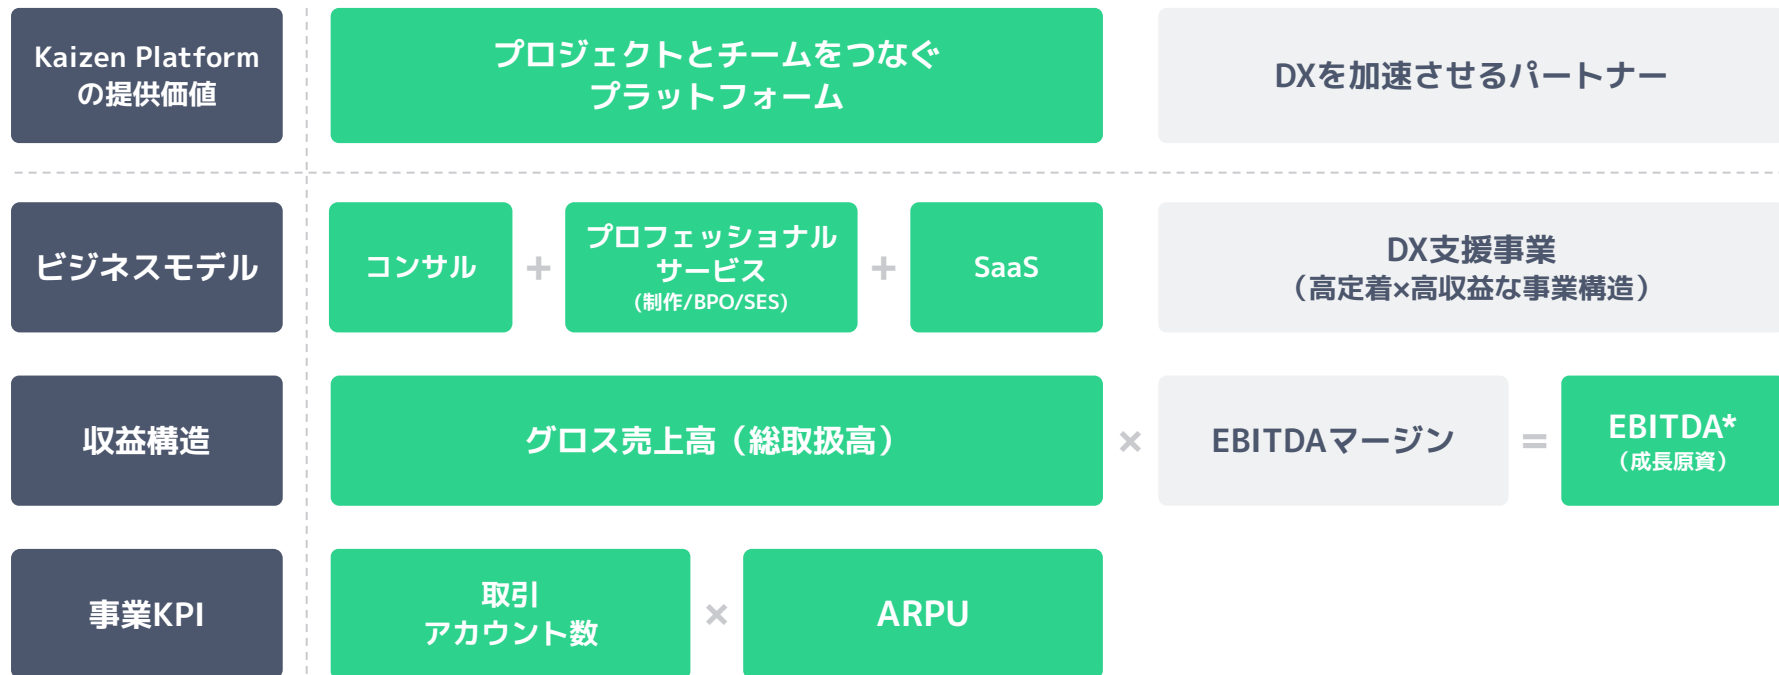 Kaizen Platform
の提供価値
プロジェクトとチームをつなぐ
プラットフォーム
DXを加速させるパートナー
ビジネスモデル
コンサル
+
プロフェッショナル
サービス
(制作/BPO/SES)
+
SaaS
DX支援事業
（高定着×高収益な事業構造）
収益構造
グロス売上高（総取扱高）
×
EBITDAマージン
=
EBITDA*
（成長原資）
事業KPI
取引
アカウント数
×
ARPU